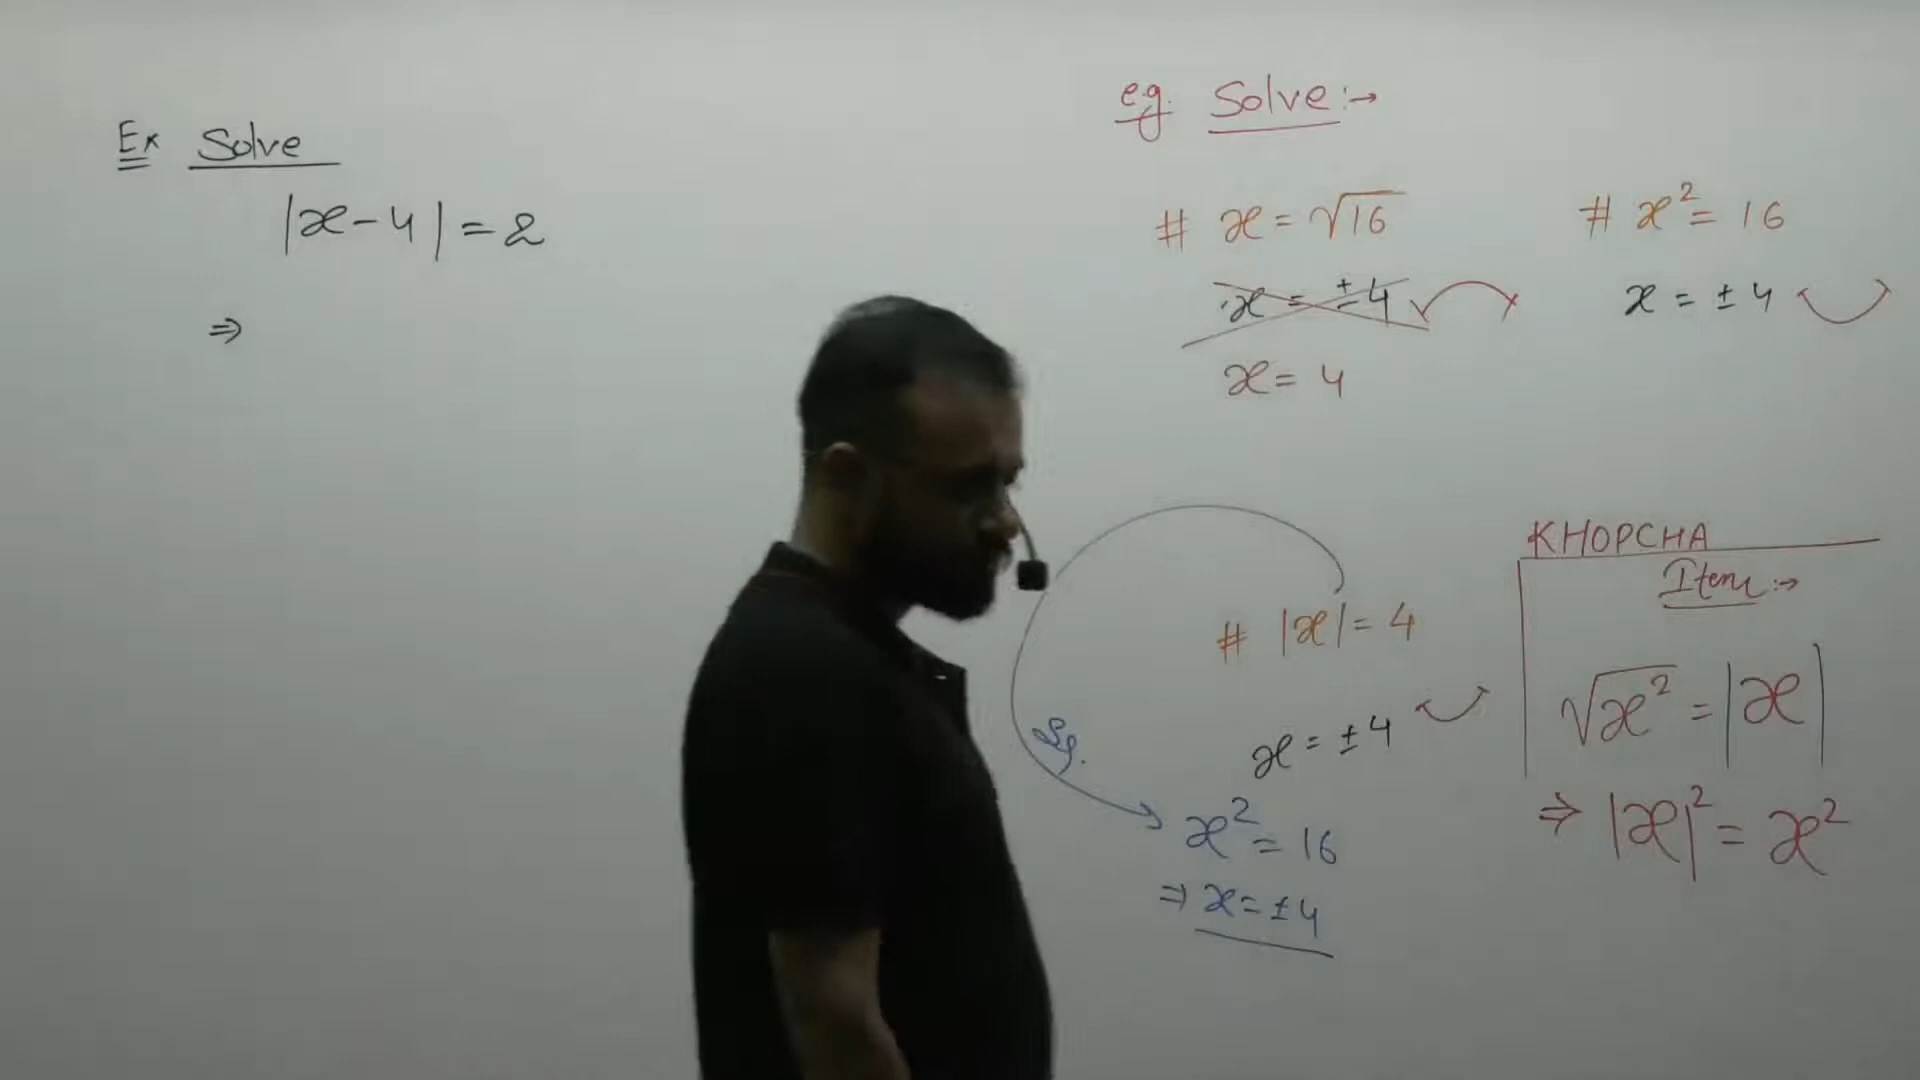 Ex Solve
|x-4| = 2
⇒
e.g. Solve :→
# x = √16
x = ±4
x = 4
# x² = 16
x = ±4
# |x| = 4
x = ±4
Sq.
x² = 16
⇒ x = ±4
KHOPCHA
Item :→
√x² = |x|
⇒ |x|² = x²